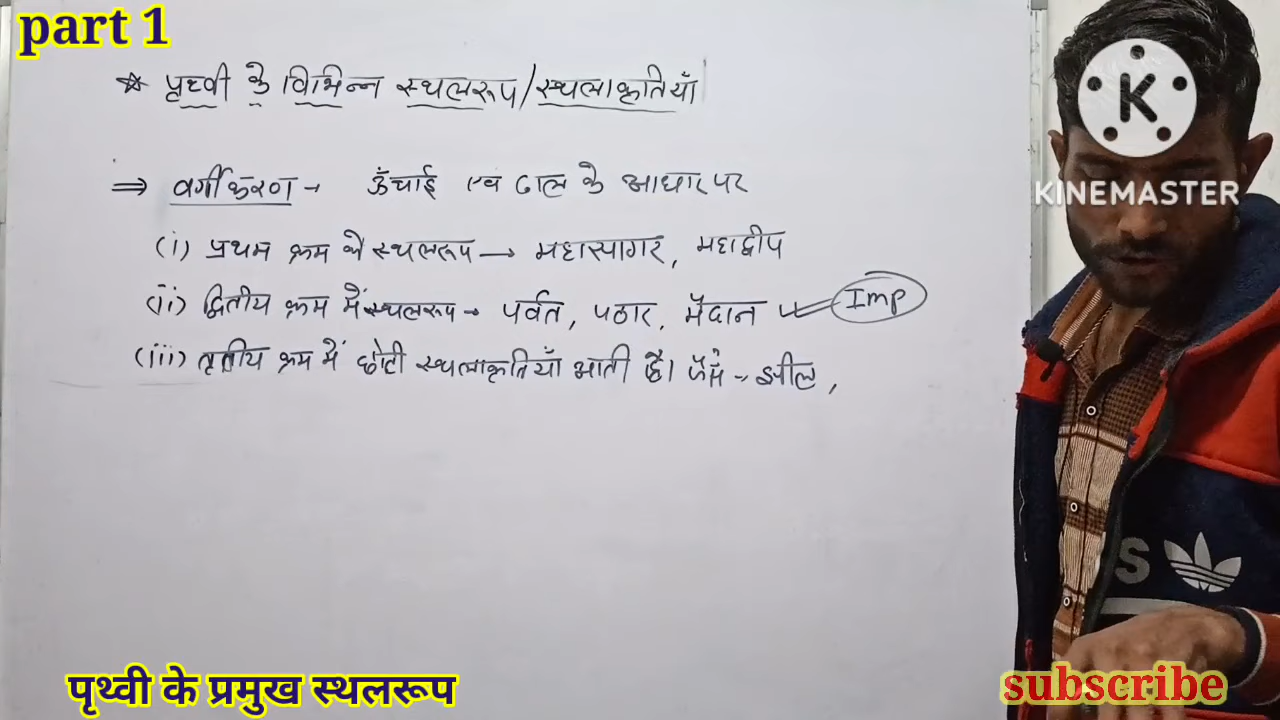 part 1
* पृथ्वी के विभिन्न स्थलरूप/स्थलाकृतियाँ
⇒ वर्गीकरण → ऊँचाई एवं ढाल के आधार पर
(i) प्रथम क्रम के स्थलरूप → महासागर, महाद्वीप
(ii) द्वितीय क्रम में स्थलरूप → पर्वत, पठार, मैदान Imp
(iii) तृतीय क्रम में छोटी स्थलाकृतियाँ आती है। जैसे → झील,
K
KINEMASTER
S
पृथ्वी के प्रमुख स्थलरूप
subscribe